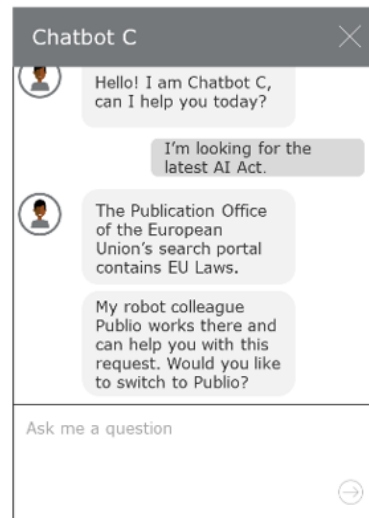 Chatbot C
Hello! I am Chatbot C,
can I help you today?
I'm looking for the
latest AI Act.
The Publication Office
of the European
Union's search portal
contains EU Laws.
My robot colleague
Publio works there and
can help you with this
request. Would you like
to switch to Publio?
Ask me a question